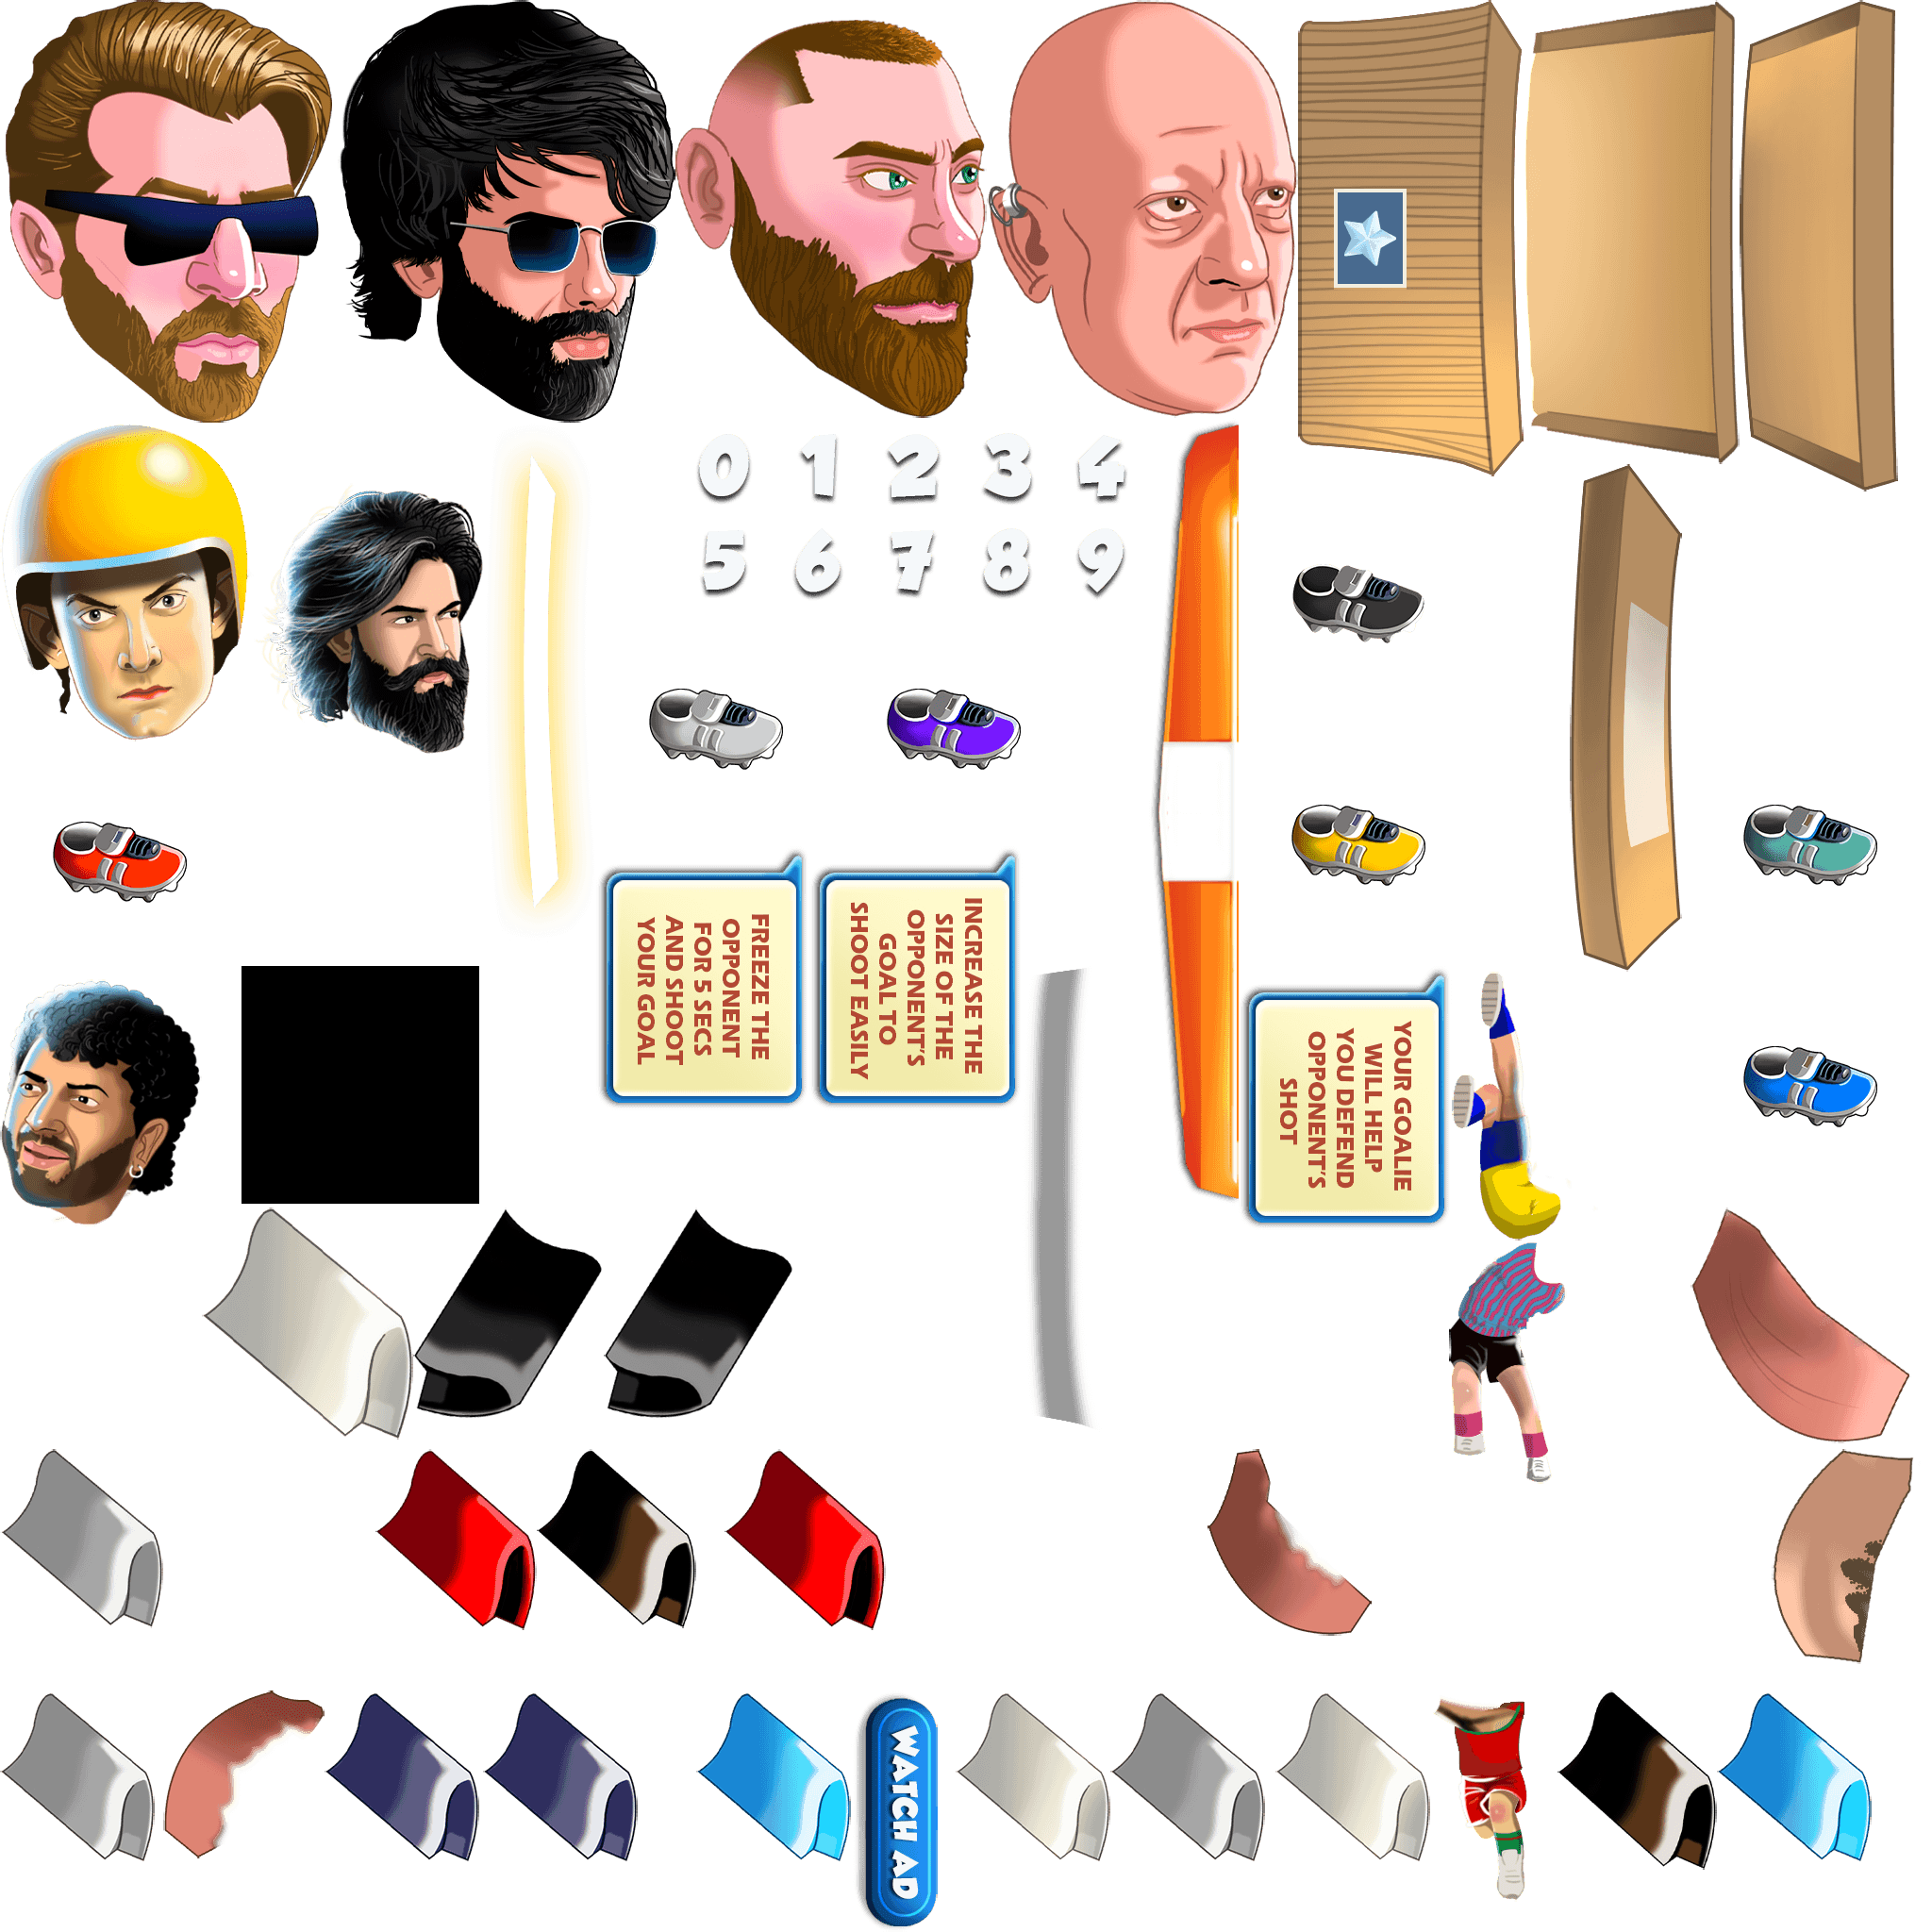 0 1 2 3 4
5 6 7 8 9
FREEZE THE
OPPONENT
FOR 5 SECS
AND SHOOT
YOUR GOAL
INCREASE THE
SIZE OF THE
OPPONENT'S
GOAL TO
SHOOT EASILY
YOUR GOALIE
WILL HELP
YOU DEFEND
OPPONENT'S
SHOT
WATCH AD